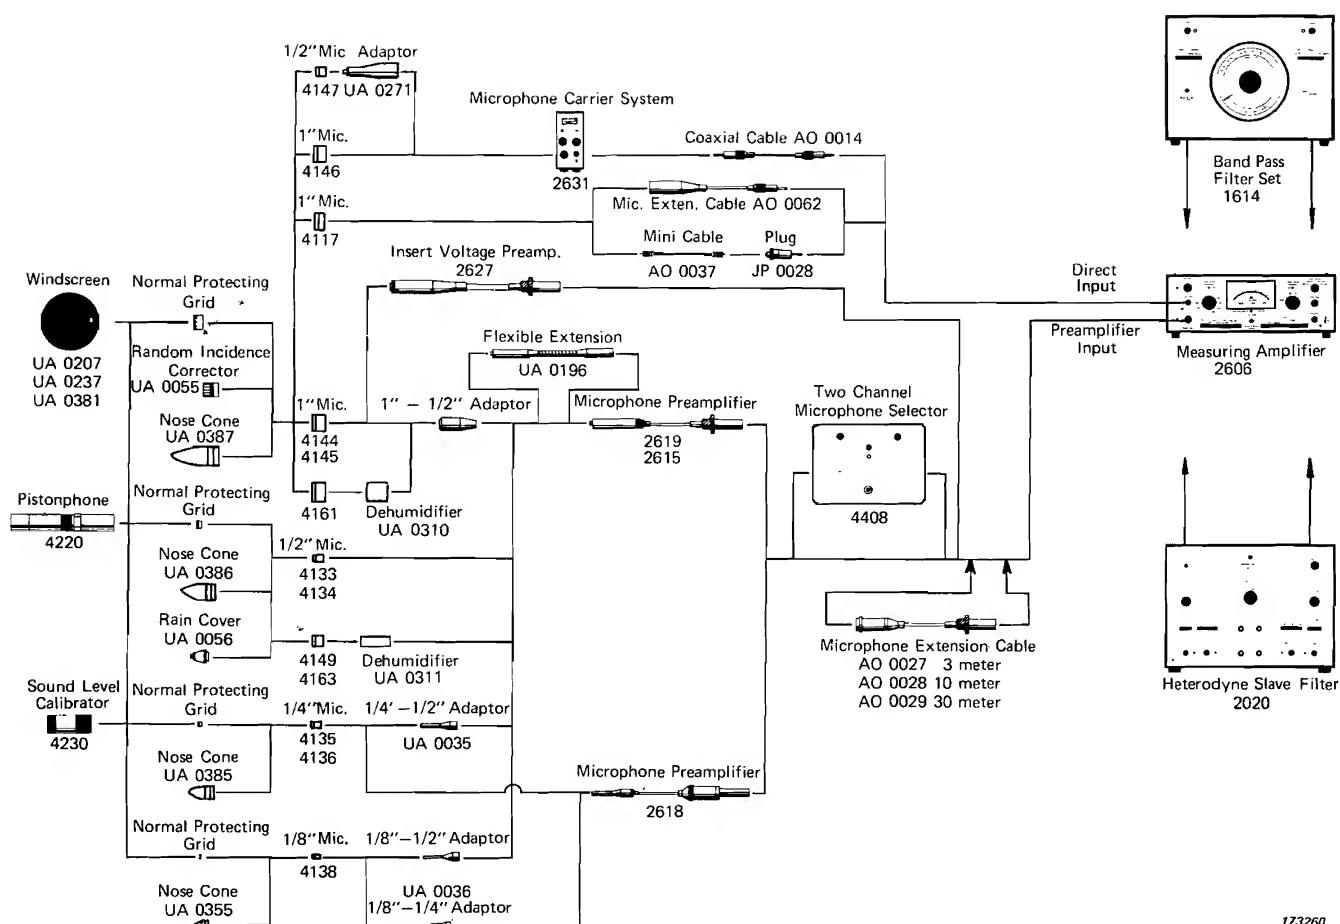 1/2"Mic Adaptor
4147 UA 0271
Microphone Carrier System
2631
1"Mic.
4146
Coaxial Cable AO 0014
Mic. Exten. Cable AO 0062
1"Mic.
4117
Mini Cable
AO 0037
Plug
JP 0028
Band Pass
Filter Set
1614
Insert Voltage Preamp.
2627
Direct
Input
Preamplifier
Input
Measuring Amplifier
2606
Windscreen
UA 0207
UA 0237
UA 0381
Normal Protecting
Grid
Random Incidence
Corrector
UA 0055
Nose Cone
UA 0387
Flexible Extension
UA 0196
1"Mic.
4144
4145
1" – 1/2" Adaptor
Microphone Preamplifier
2619
2615
Two Channel
Microphone Selector
4408
4161
Dehumidifier
UA 0310
Pistonphone
4220
Normal Protecting
Grid
Nose Cone
UA 0386
Rain Cover
UA 0056
1/2"Mic.
4133
4134
4149
4163
Dehumidifier
UA 0311
Microphone Extension Cable
AO 0027 3 meter
AO 0028 10 meter
AO 0029 30 meter
Heterodyne Slave Filter
2020
Sound Level
Calibrator
4230
Normal Protecting
Grid
1/4"Mic.
4135
4136
1/4' –1/2" Adaptor
UA 0035
Nose Cone
UA 0385
Microphone Preamplifier
2618
Normal Protecting
Grid
1/8"Mic.
4138
1/8"–1/2" Adaptor
UA 0036
1/8"–1/4" Adaptor
Nose Cone
UA 0355
173260